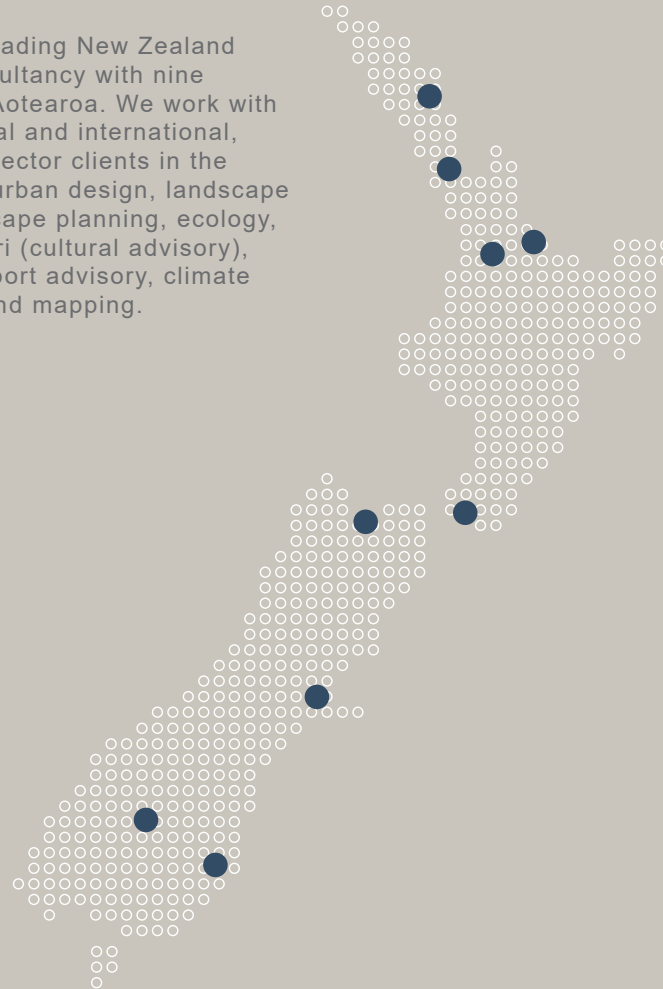 ading New Zealand
ultancy with nine
Aotearoa. We work with
al and international,
ector clients in the
urban design, landscape
cape planning, ecology,
ri (cultural advisory),
port advisory, climate
nd mapping.